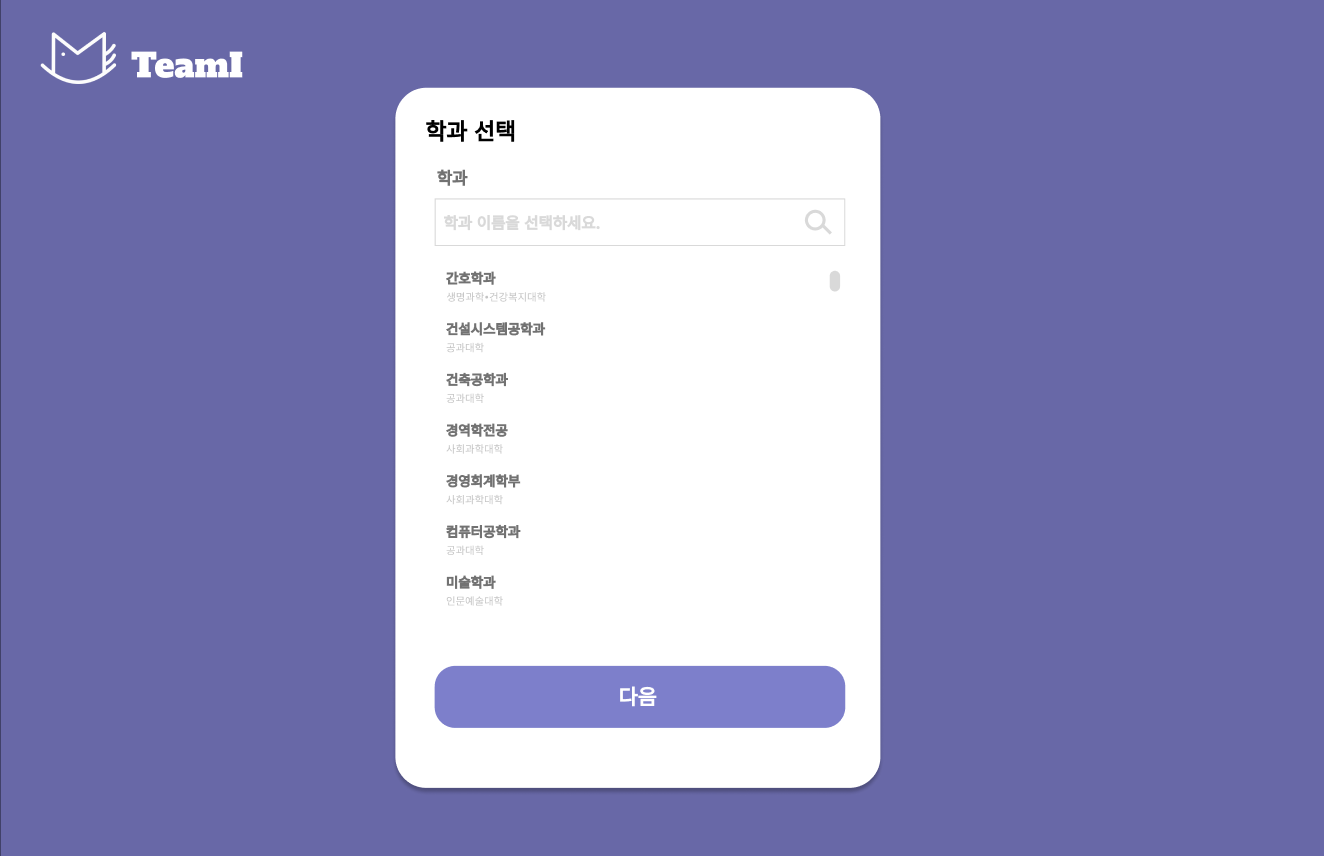 TeamI
학과 선택
학과
학과 이름을 선택하세요.
간호학과
생명과학•건강복지대학
건설시스템공학과
공과대학
건축공학과
공과대학
경역학전공
사회과학대학
경영회계학부
사회과학대학
컴퓨터공학과
공과대학
미술학과
인문예술대학
다음